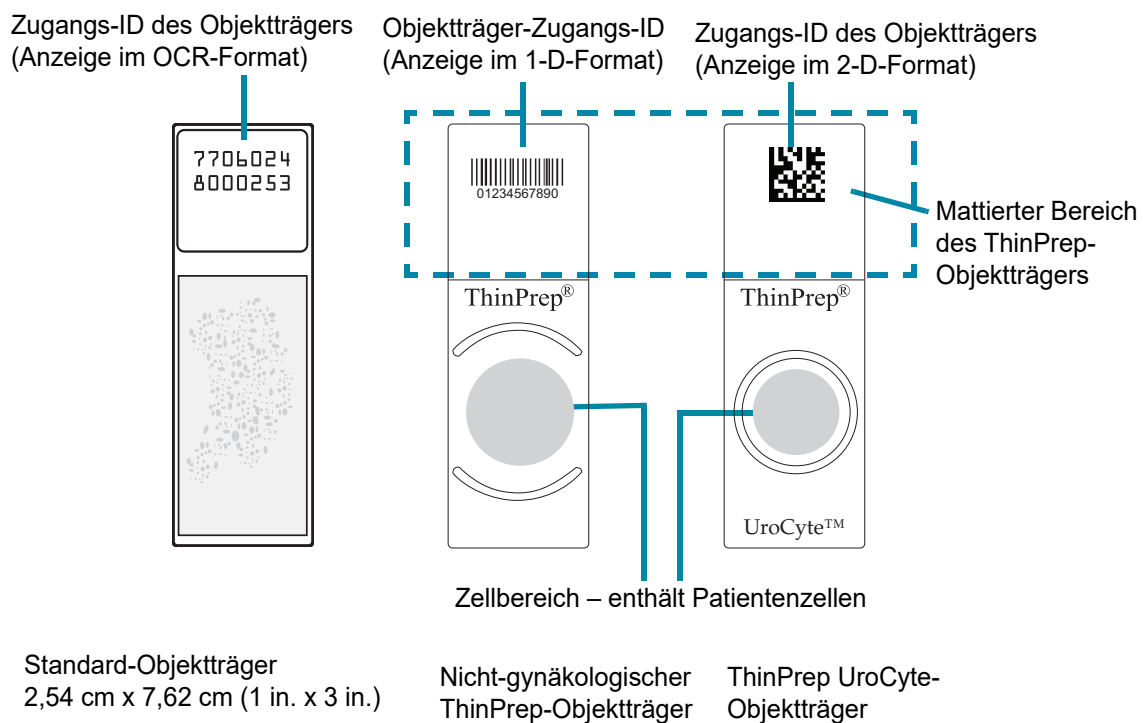 Zugangs-ID des Objektträgers
(Anzeige im OCR-Format)
Objektträger-Zugangs-ID
(Anzeige im 1-D-Format)
Zugangs-ID des Objektträgers
(Anzeige im 2-D-Format)
7706024
8000253
01234567890
Mattierter Bereich
des ThinPrep-
Objektträgers
ThinPrep®
ThinPrep®
UroCyte™
Zellbereich – enthält Patientenzellen
Standard-Objektträger
2,54 cm x 7,62 cm (1 in. x 3 in.)
Nicht-gynäkologischer
ThinPrep-Objektträger
ThinPrep UroCyte-
Objektträger